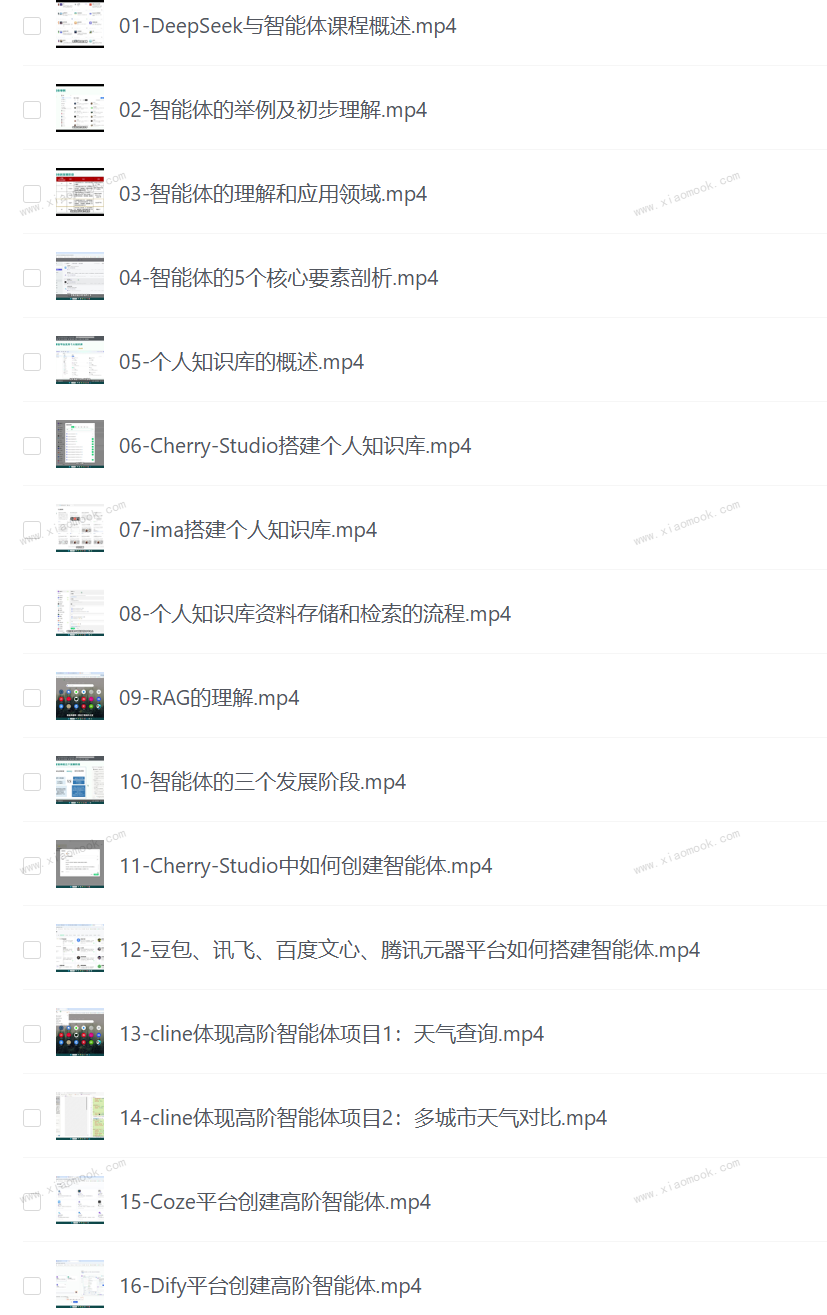 01-DeepSeek与智能体课程概述.mp4
02-智能体的举例及初步理解.mp4
03-智能体的理解和应用领域.mp4
www.xiaomook.com
www.xiaomook.com
04-智能体的5个核心要素剖析.mp4
05-个人知识库的概述.mp4
06-Cherry-Studio搭建个人知识库.mp4
07-ima搭建个人知识库.mp4
www.xiaomook.com
08-个人知识库资料存储和检索的流程.mp4
09-RAG的理解.mp4
10-智能体的三个发展阶段.mp4
11-Cherry-Studio中如何创建智能体.mp4
www.xiaomook.com
12-豆包、讯飞、百度文心、腾讯元器平台如何搭建智能体.mp4
13-cline体现高阶智能体项目1：天气查询.mp4
14-cline体现高阶智能体项目2：多城市天气对比.mp4
15-Coze平台创建高阶智能体.mp4
www.xiaomook.com
16-Dify平台创建高阶智能体.mp4